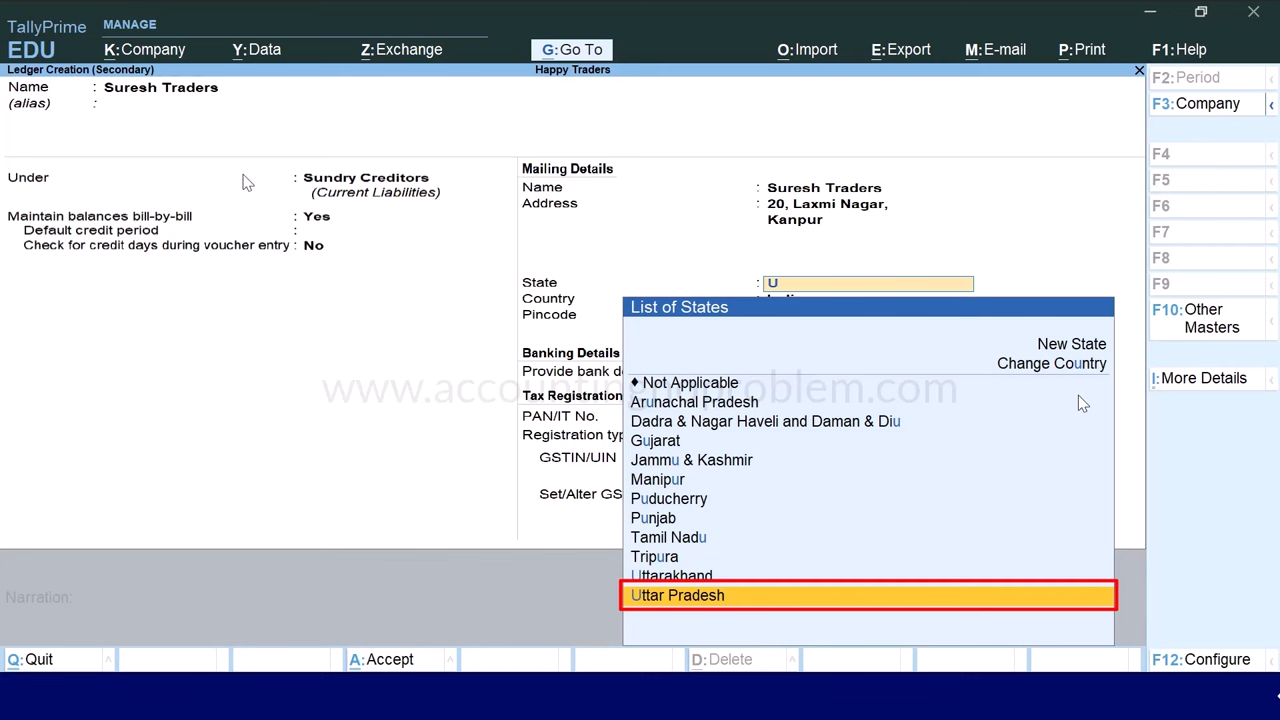 TallyPrime
MANAGE
EDU
K:Company
Y:Data
Z:Exchange
G:Go To
O:Import
E:Export
M:E-mail
P:Print
F1:Help
Ledger Creation (Secondary)
Happy Traders
Name : Suresh Traders
(alias) :
Under : Sundry Creditors
(Current Liabilities)
Maintain balances bill-by-bill : Yes
Default credit period :
Check for credit days during voucher entry : No
Mailing Details
Name : Suresh Traders
Address : 20, Laxmi Nagar,
Kanpur
State : U
Country :
Pincode
Banking Details
Provide bank d
Tax Registration
PAN/IT No.
Registration typ
GSTIN/UIN
Set/Alter GS
List of States
New State
Change Country
♦ Not Applicable
Arunachal Pradesh
Dadra & Nagar Haveli and Daman & Diu
Gujarat
Jammu & Kashmir
Manipur
Puducherry
Punjab
Tamil Nadu
Tripura
Uttarakhand
Uttar Pradesh
Narration:
F2:Period
F3:Company
F4
F5
F6
F7
F8
F9
F10:Other
Masters
I:More Details
Q:Quit
A:Accept
D:Delete
F12:Configure